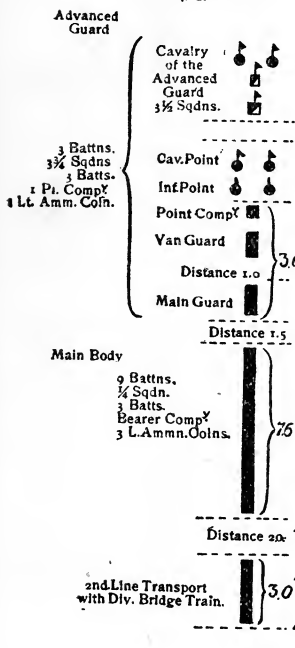 Advanced
Guard
Cavalry
of the
Advanced
Guard
3½ Sqdns.
3 Battns.
3¾ Sqdns
3 Batts.
1 Pi. Compy
1 Lt. Amm. Coln.
Cav. Point
Inf. Point
Point Compy
Van Guard
Distance 1.0
Main Guard
Distance 1.5
Main Body
9 Battns.
¼ Sqdn.
3 Batts.
Bearer Compy
3 L. Ammn. Colns.
7.5
Distance 2.0
2nd Line Transport
with Div. Bridge Train.
3.0